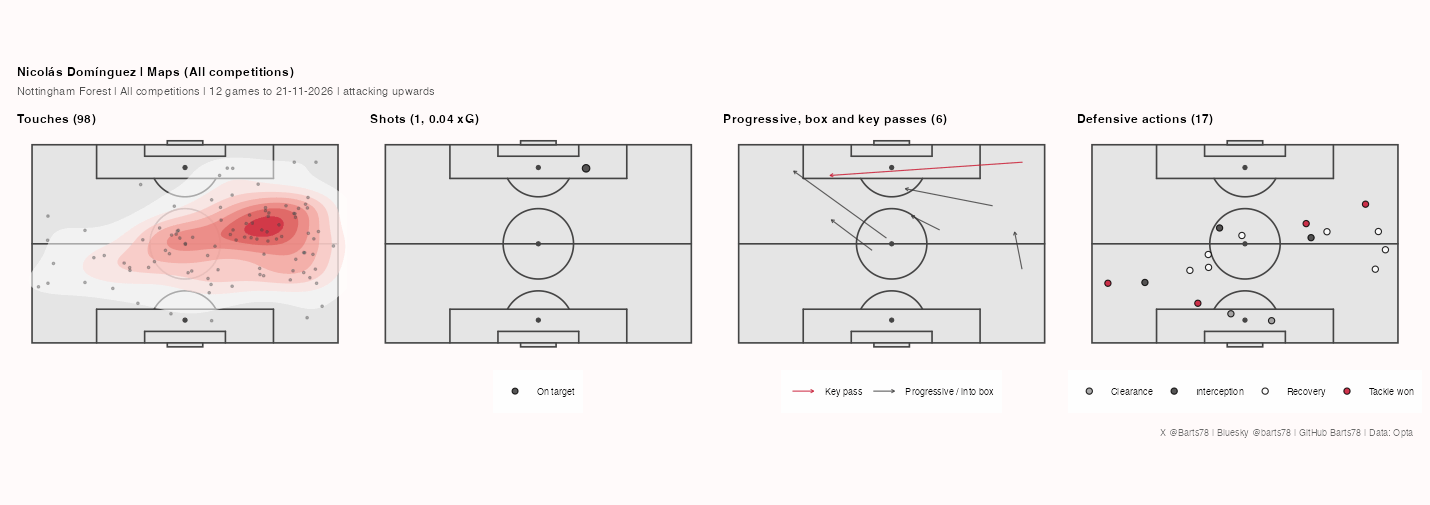 Nicolás Domínguez | Maps (All competitions)
Nottingham Forest | All competitions | 12 games to 21-11-2026 | attacking upwards
Touches (98)
Shots (1, 0.04 xG)
Progressive, box and key passes (6)
Defensive actions (17)
On target
Key pass
Progressive / into box
Clearance
Interception
Recovery
Tackle won
X @Barts78 | Bluesky @barts78 | GitHub Barts78 | Data: Opta